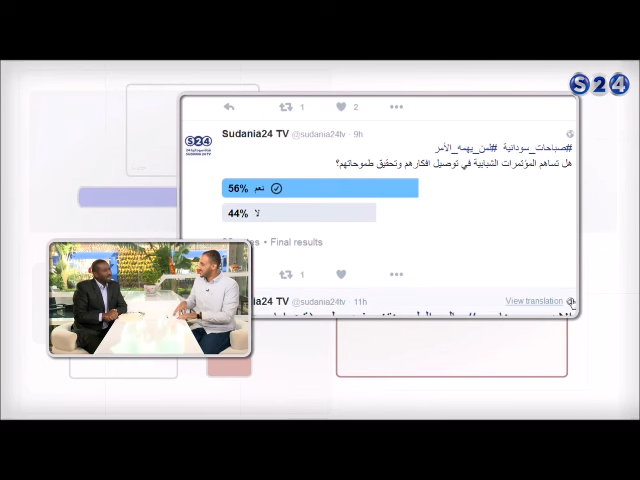 S24
1 2
Sudania24 TV @sudania24tv · 9h
S24
SUDANIA 24 TV
#صباحات_سودانية #لمن_يهمه_الأمر
هل تساهم المؤتمرات الشبابية في توصيل افكارهم وتحقيق طموحاتهم؟
56% نعم
44% لا
• Final results
1
a24 TV @sudania24tv · 11h View translation